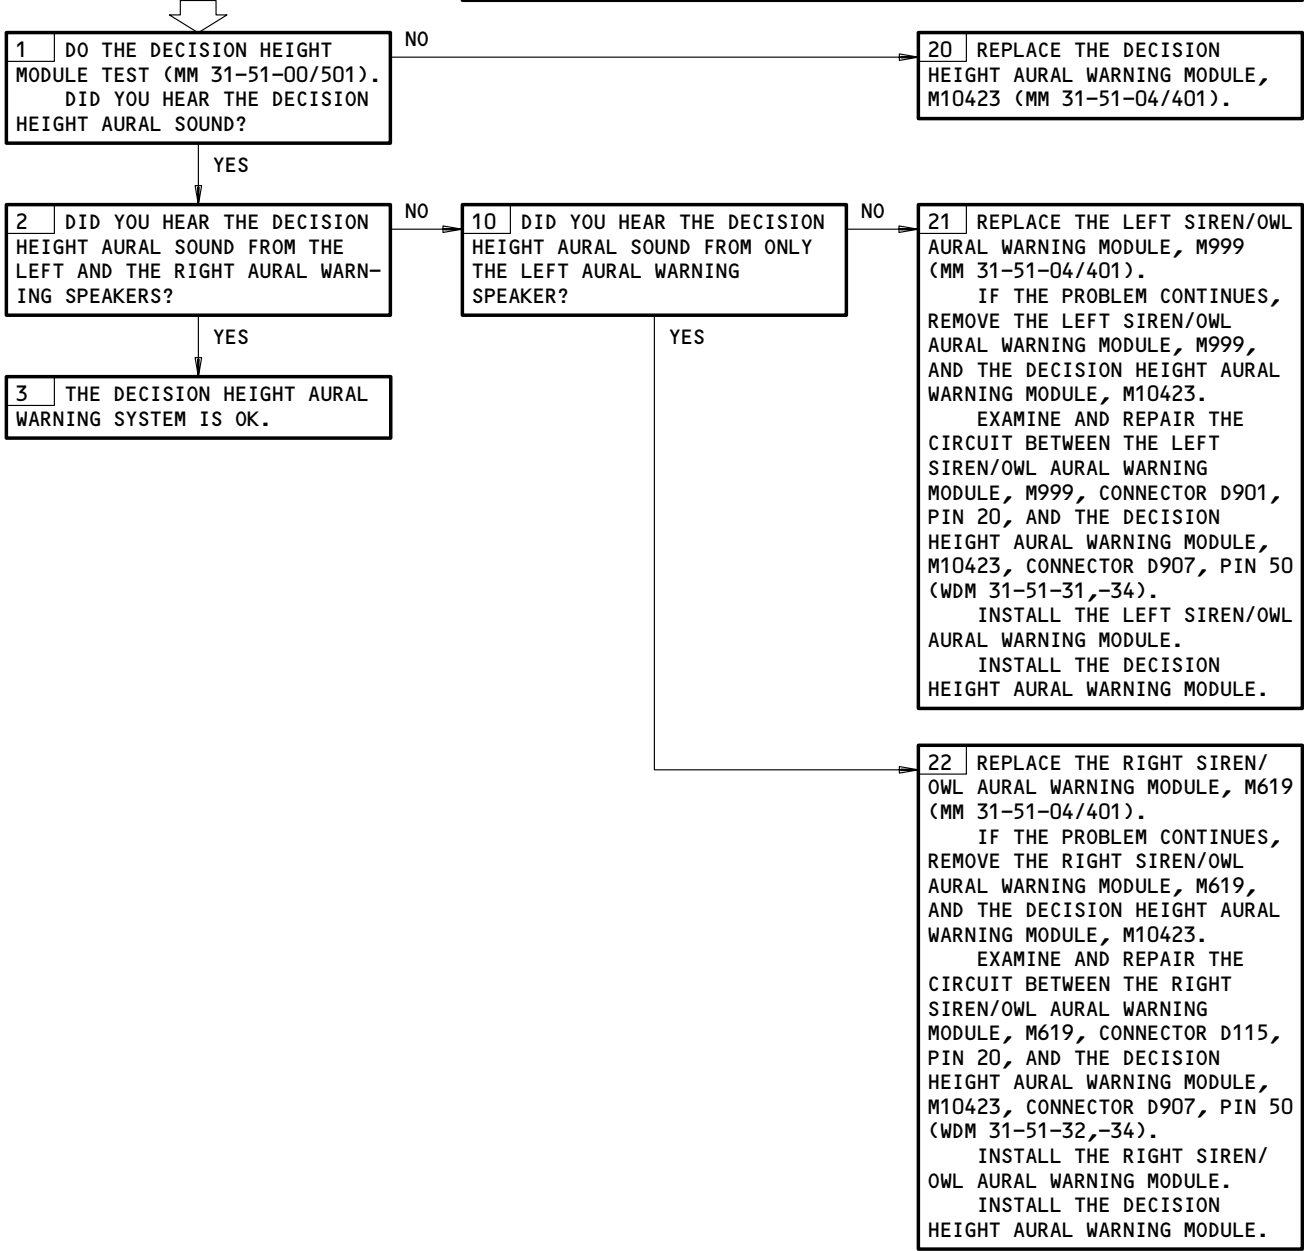 1 DO THE DECISION HEIGHT
MODULE TEST (MM 31-51-00/501).
DID YOU HEAR THE DECISION
HEIGHT AURAL SOUND?
NO
20 REPLACE THE DECISION
HEIGHT AURAL WARNING MODULE,
M10423 (MM 31-51-04/401).
YES
2 DID YOU HEAR THE DECISION
HEIGHT AURAL SOUND FROM THE
LEFT AND THE RIGHT AURAL WARN-
ING SPEAKERS?
NO
10 DID YOU HEAR THE DECISION
HEIGHT AURAL SOUND FROM ONLY
THE LEFT AURAL WARNING
SPEAKER?
NO
21 REPLACE THE LEFT SIREN/OWL
AURAL WARNING MODULE, M999
(MM 31-51-04/401).
IF THE PROBLEM CONTINUES,
REMOVE THE LEFT SIREN/OWL
AURAL WARNING MODULE, M999,
AND THE DECISION HEIGHT AURAL
WARNING MODULE, M10423.
EXAMINE AND REPAIR THE
CIRCUIT BETWEEN THE LEFT
SIREN/OWL AURAL WARNING
MODULE, M999, CONNECTOR D901,
PIN 20, AND THE DECISION
HEIGHT AURAL WARNING MODULE,
M10423, CONNECTOR D907, PIN 50
(WDM 31-51-31,-34).
INSTALL THE LEFT SIREN/OWL
AURAL WARNING MODULE.
INSTALL THE DECISION
HEIGHT AURAL WARNING MODULE.
YES
3 THE DECISION HEIGHT AURAL
WARNING SYSTEM IS OK.
YES
22 REPLACE THE RIGHT SIREN/
OWL AURAL WARNING MODULE, M619
(MM 31-51-04/401).
IF THE PROBLEM CONTINUES,
REMOVE THE RIGHT SIREN/OWL
AURAL WARNING MODULE, M619,
AND THE DECISION HEIGHT AURAL
WARNING MODULE, M10423.
EXAMINE AND REPAIR THE
CIRCUIT BETWEEN THE RIGHT
SIREN/OWL AURAL WARNING
MODULE, M619, CONNECTOR D115,
PIN 20, AND THE DECISION
HEIGHT AURAL WARNING MODULE,
M10423, CONNECTOR D907, PIN 50
(WDM 31-51-32,-34).
INSTALL THE RIGHT SIREN/
OWL AURAL WARNING MODULE.
INSTALL THE DECISION
HEIGHT AURAL WARNING MODULE.